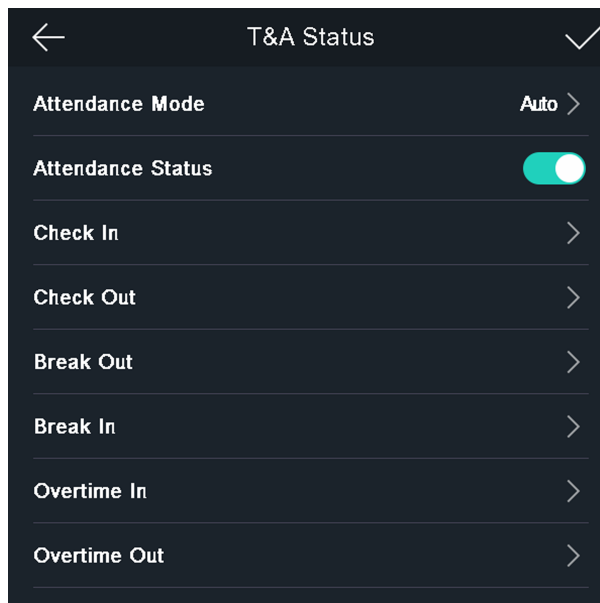 T&A Status
Attendance Mode Auto
Attendance Status
Check In
Check Out
Break Out
Break In
Overtime In
Overtime Out